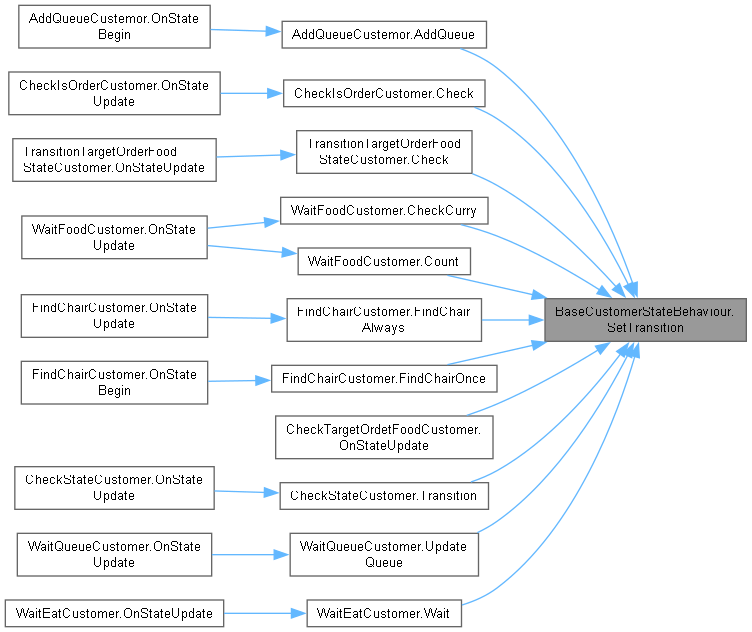 AddQueueCustemor.OnState
Begin
AddQueueCustemor.AddQueue
CheckIsOrderCustomer.OnState
Update
CheckIsOrderCustomer.Check
TransitionTargetOrderFood
StateCustomer.OnStateUpdate
TransitionTargetOrderFood
StateCustomer.Check
WaitFoodCustomer.OnState
Update
WaitFoodCustomer.CheckCurry
WaitFoodCustomer.Count
FindChairCustomer.OnState
Update
FindChairCustomer.FindChair
Always
BaseCustomerStateBehaviour.
SetTransition
FindChairCustomer.OnState
Begin
FindChairCustomer.FindChairOnce
CheckTargetOrdetFoodCustomer.
OnStateUpdate
CheckStateCustomer.OnState
Update
CheckStateCustomer.Transition
WaitQueueCustomer.OnState
Update
WaitQueueCustomer.Update
Queue
WaitEatCustomer.OnStateUpdate
WaitEatCustomer.Wait